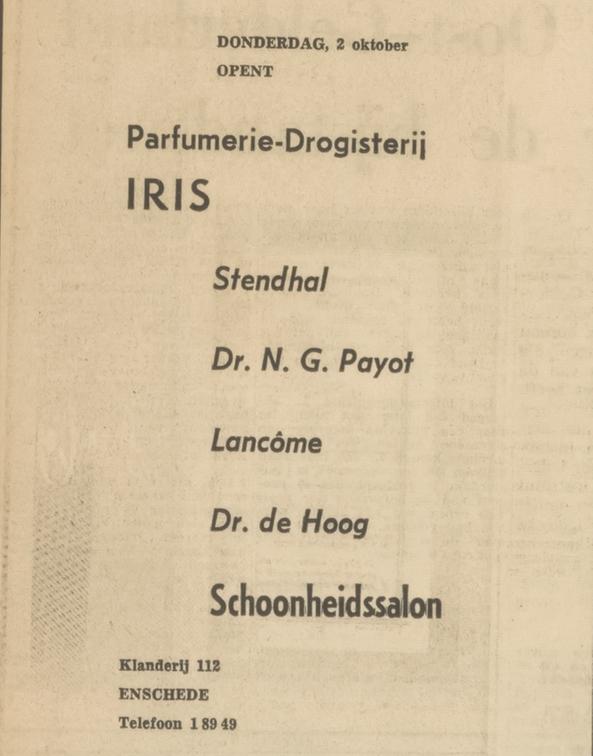 DONDERDAG, 2 oktober
OPENT
Parfumerie-Drogisterij
IRIS
Stendhal
Dr. N. G. Payot
Lancôme
Dr. de Hoog
Schoonheidssalon
Klanderij 112
ENSCHEDE
Telefoon 1 89 49